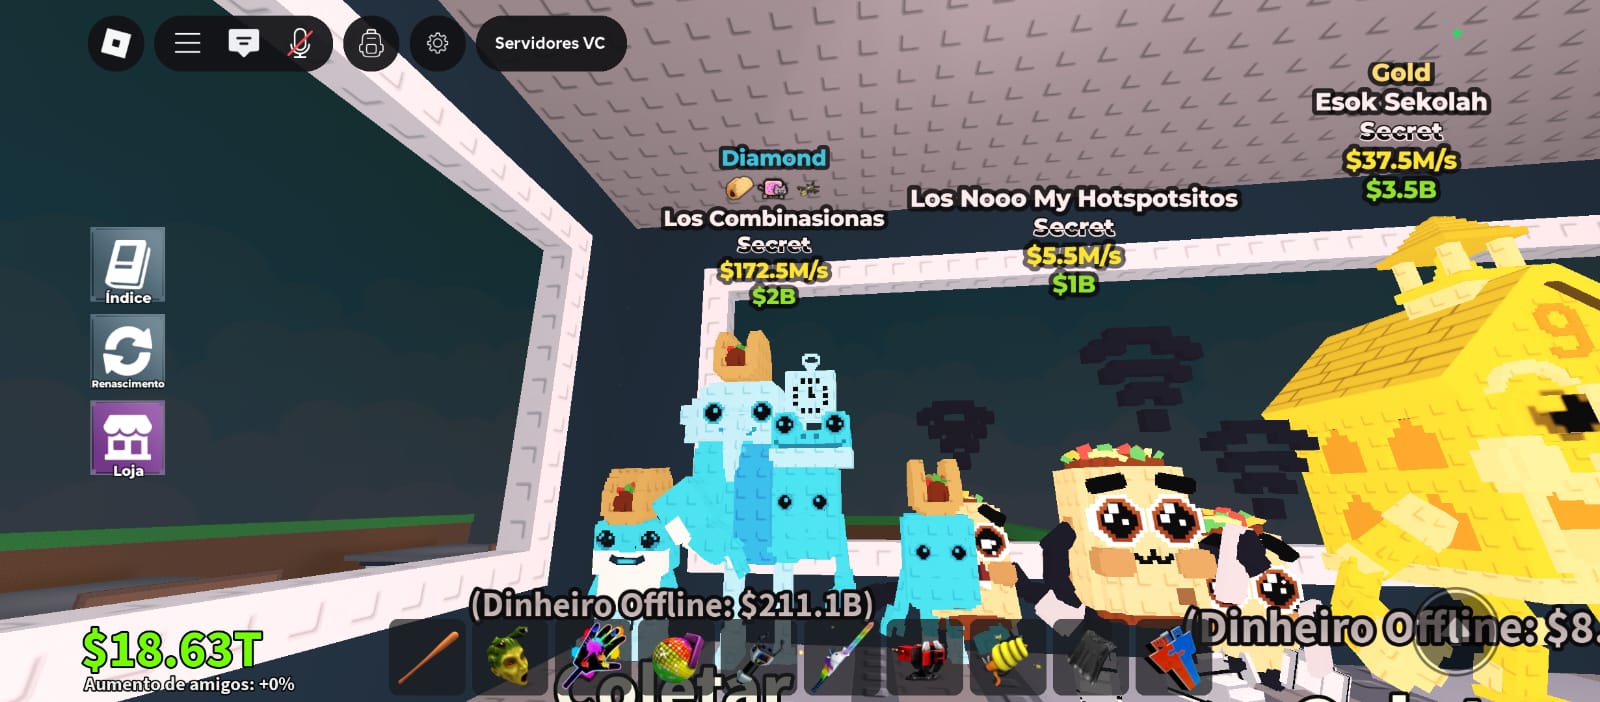 Servidores VC
Gold
Esok Sekolah
Secret
$37.5M/s
$3.5B
Diamond
Los Combinasionas
Secret
$172.5M/s
$2B
Los Nooo My Hotspotsitos
Secret
$5.5M/s
$1B
Índice
Renascimento
Loja
9
(Dinheiro Offline: $211.1B)
(Dinheiro Offline: $8.
$18.63T
Aumento de amigos: +0%
Coletar